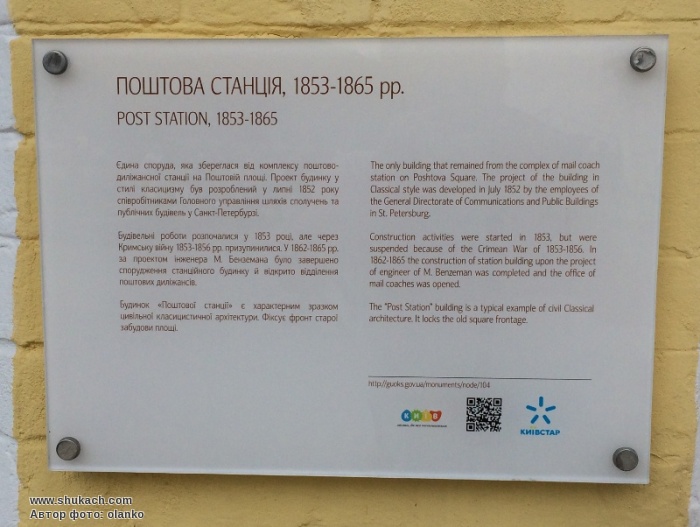 ПОШТОВА СТАНЦІЯ, 1853-1865 рр.
POST STATION, 1853-1865
Єдина споруда, яка збереглася від комплексу поштово-
диліжансної станції на Поштовій площі. Проект будинку у
стилі класицизму був розроблений у липні 1852 року
співробітниками Головного управління шляхів сполучень та
публічних будівель у Санкт-Петербурзі.
Будівельні роботи розпочалися у 1853 році, але через
Кримську війну 1853-1856 рр. призупинилися. У 1862-1865 рр.
за проектом інженера М. Бензeмана було завершено
спорудження станційного будинку й відкрито відділення
поштових диліжансів.
Будинок «Поштової станції» є характерним зразком
цивільної класицистичної архітектури. Фіксує фронт старої
забудови площі.
The only building that remained from the complex of mail coach
station on Poshtova Square. The project of the building in
Classical style was developed in July 1852 by the employees of
the General Directorate of Communications and Public Buildings
in St. Petersburg.
Construction activities were started in 1853, but were
suspended because of the Crimean War of 1853-1856. In
1862-1865 the construction of station building upon the project
of engineer of M. Benzeman was completed and the office of
mail coaches was opened.
The "Post Station" building is a typical example of civil Classical
architecture. It locks the old square frontage.
http://guoks.gov.ua/monuments/node/104
КИЇВ
КИЇВСТАР
www.shukach.com
Автор фото: olanko